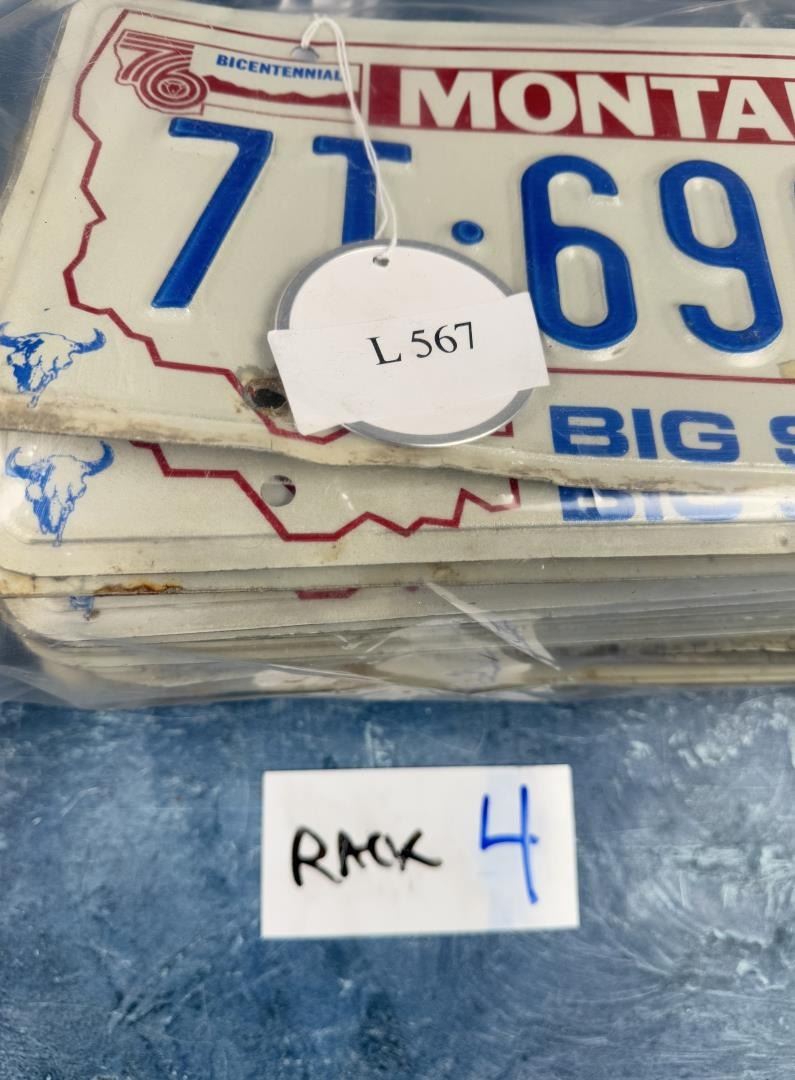 76 BICENTENNIAL MONTA
7T·69
L 567
BIG S
BIG S
RACK 4